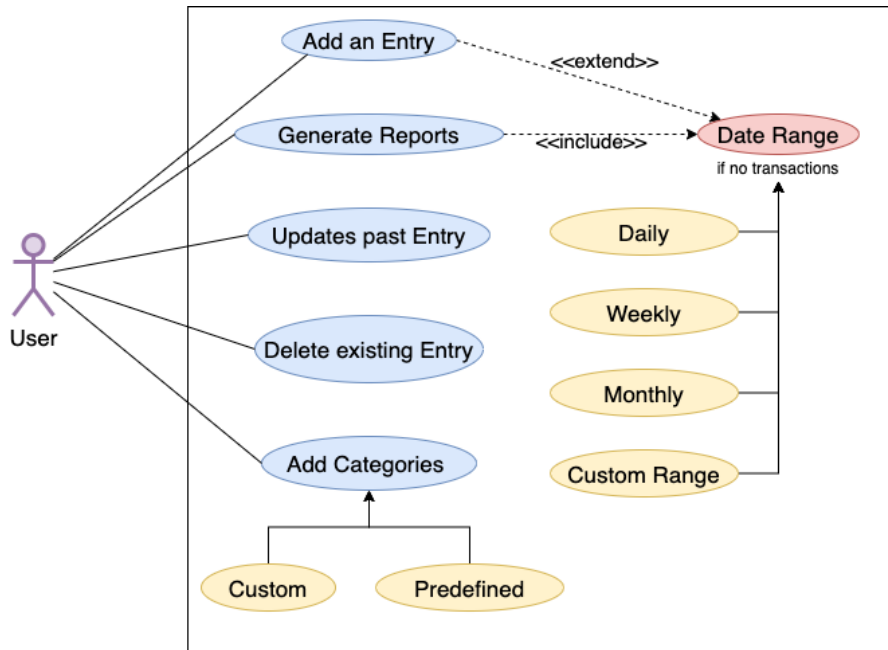 Add an Entry
<<extend>>
Generate Reports
<<include>>
Date Range
if no transactions
Updates past Entry
Daily
User
Weekly
Delete existing Entry
Monthly
Add Categories
Custom Range
Custom
Predefined